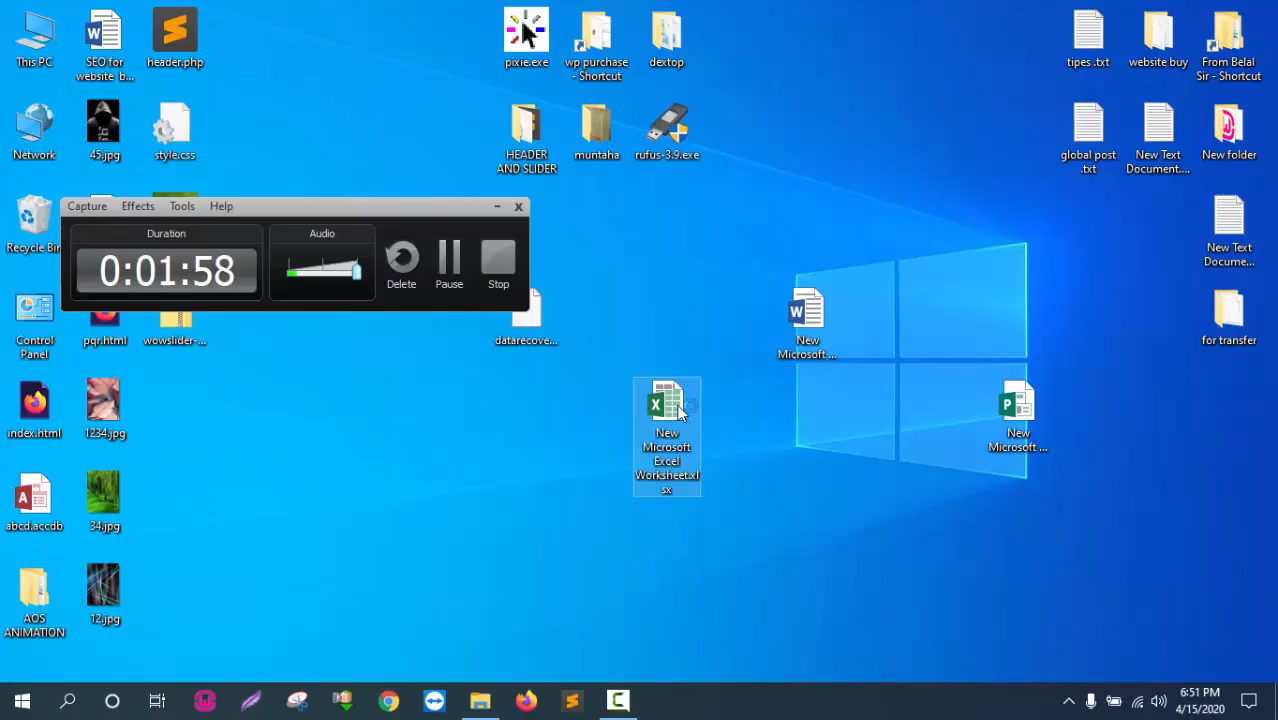 This PC
SEO for
website b...
header.php
pixie.exe
wp purchase
- Shortcut
dextop
tipes .txt
website buy
From Belal
Sir - Shortcut
Network
45.jpg
style.css
HEADER
AND SLIDER
muntaha
rufus-3.9.exe
global post
.txt
New Text
Document....
New folder
Capture
Effects
Tools
Help
Duration
0:01:58
Audio
Delete
Pause
Stop
Recycle Bin
New Text
Docume...
Control
Panel
pqr.html
wowslider-...
datarecove...
New
Microsoft ...
for transfer
index.html
1234.jpg
X
New
Microsoft
Excel
Worksheet.xl
sx
P
New
Microsoft ...
abcd.accdb
34.jpg
AOS
ANIMATION
12.jpg
6:51 PM
4/15/2020